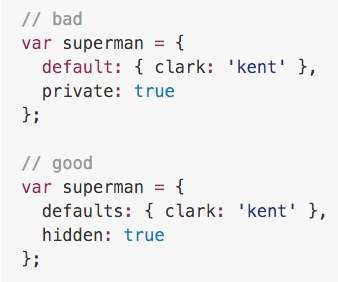 // bad
var superman = {
  default: { clark: 'kent' },
  private: true
};

// good
var superman = {
  defaults: { clark: 'kent' },
  hidden: true
};